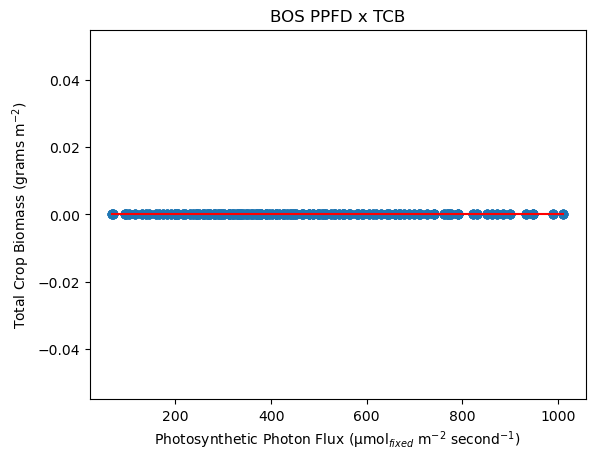 BOS PPFD x TCB
0.04
0.02
0.00
−0.02
−0.04
Total Crop Biomass (grams m⁻²)
200 400 600 800 1000
Photosynthetic Photon Flux (μmol_fixed m⁻² second⁻¹)